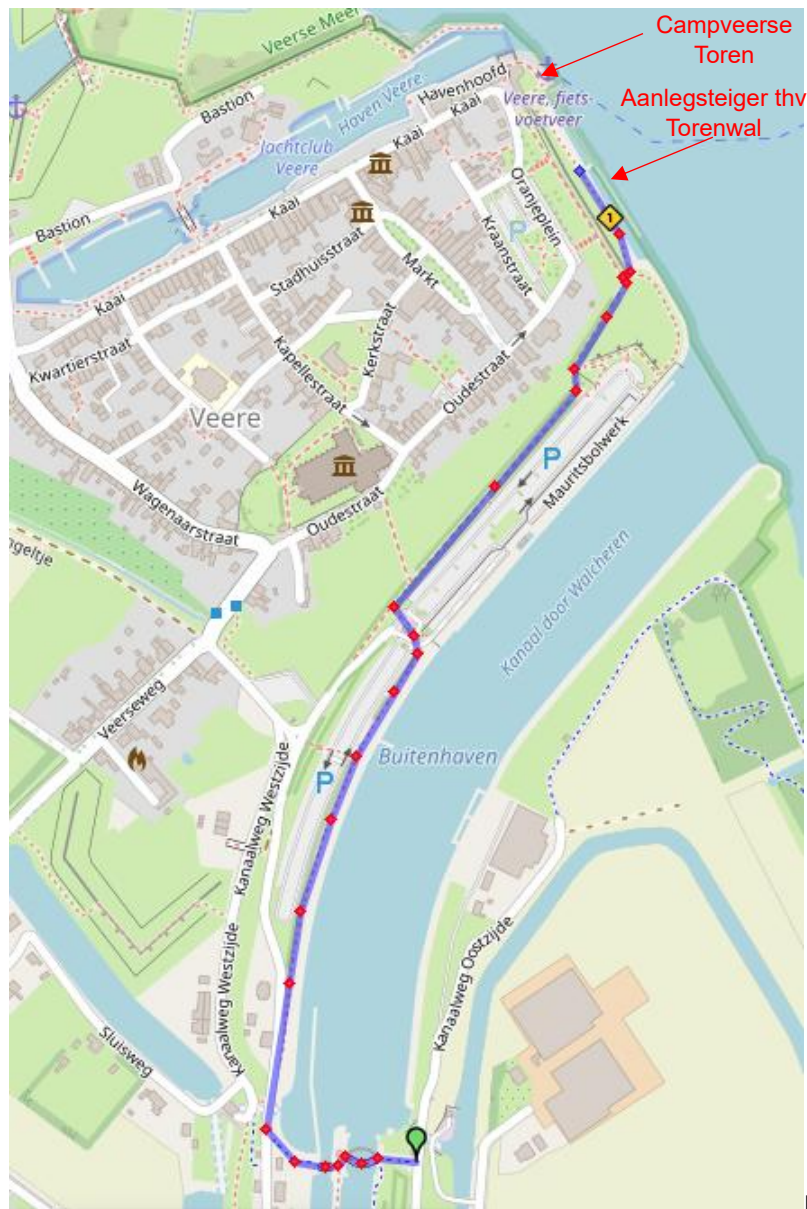 Campveerse
Toren
Veerse Meer
Havenhoofd
Veere, fiets-
voetveer
Aanlegsteiger thv
Torenwal
Bastion
Haven Veere
Kaai
Jachtclub
Veere
1
Oranjeplein
P
Kaai
Bastion
Stadhuisstraat
Markt
Kraanstraat
Kaai
Kwartierstraat
Kerkstraat
Kapellestraat
Oudestraat
Veere
P
Mauritsbolwerk
Wagenaarstraat
Oudestraat
ngeltje
Kanaal door Walcheren
Veerseweg
Buitenhaven
P
Kanaalweg Westzijde
Kanaalweg Westzijde
Kanaalweg Oostzijde
Sluisweg